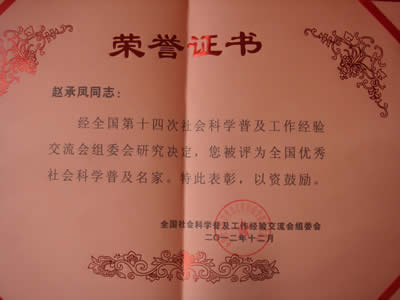 荣誉证书
赵承凤同志：
经全国第十四次社会科学普及工作经验
交流会组委会研究决定，您被评为全国优秀
社会科学普及名家。特此表彰，以资鼓励。
全国社会科学普及工作经验交流会组委会
二〇一二年十二月